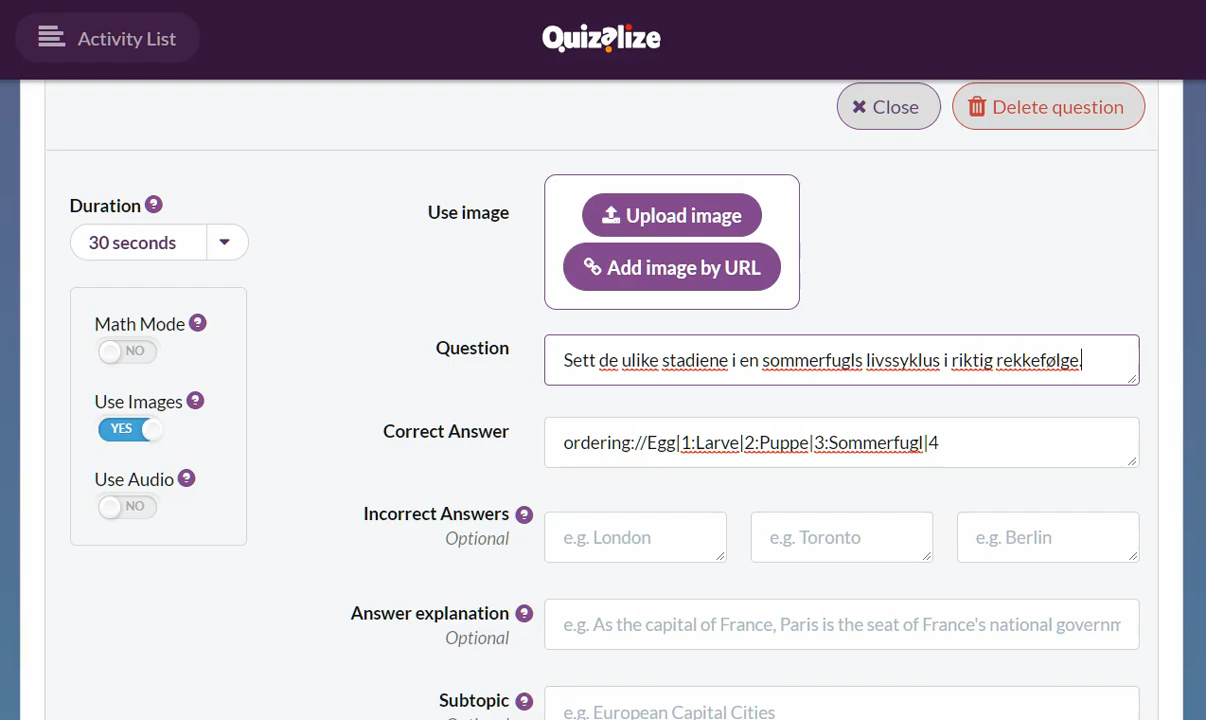 Activity List
Quizalize
Close
Delete question
Duration ?
30 seconds
Use image
Upload image
Add image by URL
Math Mode ?
NO
Use Images ?
YES
Use Audio ?
NO
Question
Sett de ulike stadiene i en sommerfugls livssyklus i riktig rekkefølge.
Correct Answer
ordering://Egg|1:Larve|2:Puppe|3:Sommerfugl|4
Incorrect Answers ?
Optional
e.g. London
e.g. Toronto
e.g. Berlin
Answer explanation ?
Optional
e.g. As the capital of France, Paris is the seat of France's national
Subtopic ?
e.g. European Capital Cities